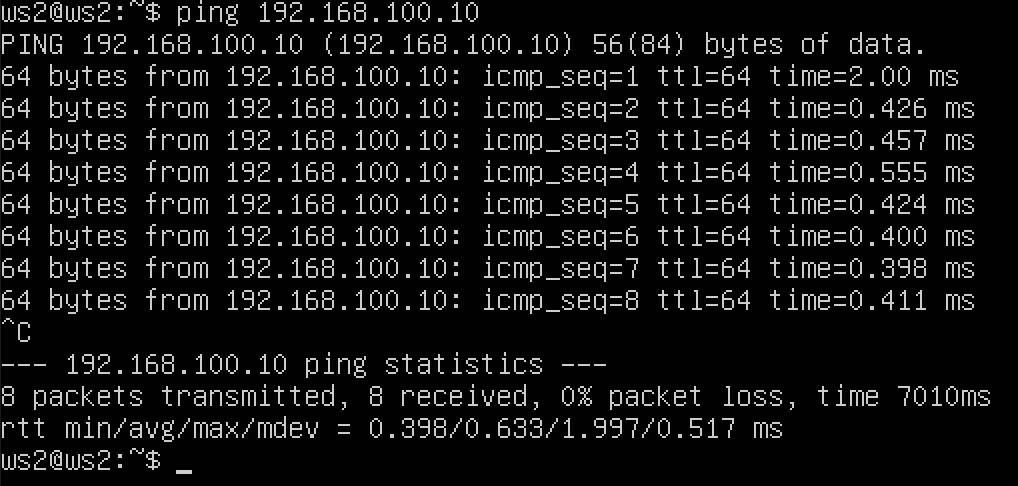 ws2@ws2:~$ ping 192.168.100.10
PING 192.168.100.10 (192.168.100.10) 56(84) bytes of data.
64 bytes from 192.168.100.10: icmp_seq=1 ttl=64 time=2.00 ms
64 bytes from 192.168.100.10: icmp_seq=2 ttl=64 time=0.426 ms
64 bytes from 192.168.100.10: icmp_seq=3 ttl=64 time=0.457 ms
64 bytes from 192.168.100.10: icmp_seq=4 ttl=64 time=0.555 ms
64 bytes from 192.168.100.10: icmp_seq=5 ttl=64 time=0.424 ms
64 bytes from 192.168.100.10: icmp_seq=6 ttl=64 time=0.400 ms
64 bytes from 192.168.100.10: icmp_seq=7 ttl=64 time=0.398 ms
64 bytes from 192.168.100.10: icmp_seq=8 ttl=64 time=0.411 ms
^C
--- 192.168.100.10 ping statistics ---
8 packets transmitted, 8 received, 0% packet loss, time 7010ms
rtt min/avg/max/mdev = 0.398/0.633/1.997/0.517 ms
ws2@ws2:~$ _